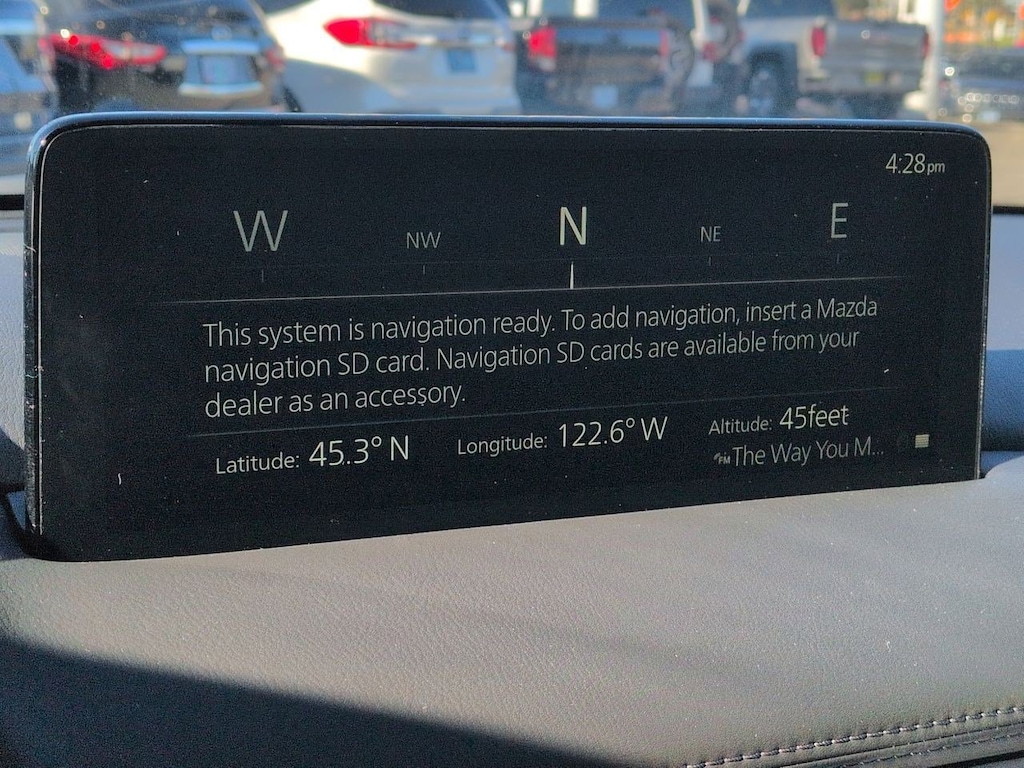 4:28pm
W NW N NE E
This system is navigation ready. To add navigation, insert a Mazda
navigation SD card. Navigation SD cards are available from your
dealer as an accessory.
Latitude: 45.3° N Longitude: 122.6° W Altitude: 45feet
FM The Way You M...